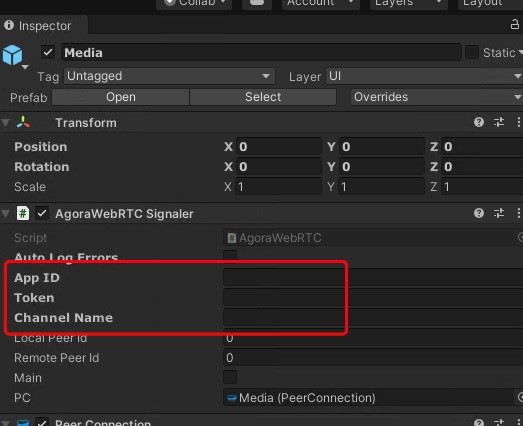 Collab Account Layers Layout
Inspector
Media Static
Tag Untagged Layer UI
Prefab Open Select Overrides
Transform
Position X 0 Y 0 Z 0
Rotation X 0 Y 0 Z 0
Scale X 1 Y 1 Z 1
# AgoraWebRTC Signaler
Script # AgoraWebRTC
Auto Log Errors
App ID
Token
Channel Name
Local Peer Id 0
Remote Peer Id 0
Main
PC Media (PeerConnection)
Peer Connection